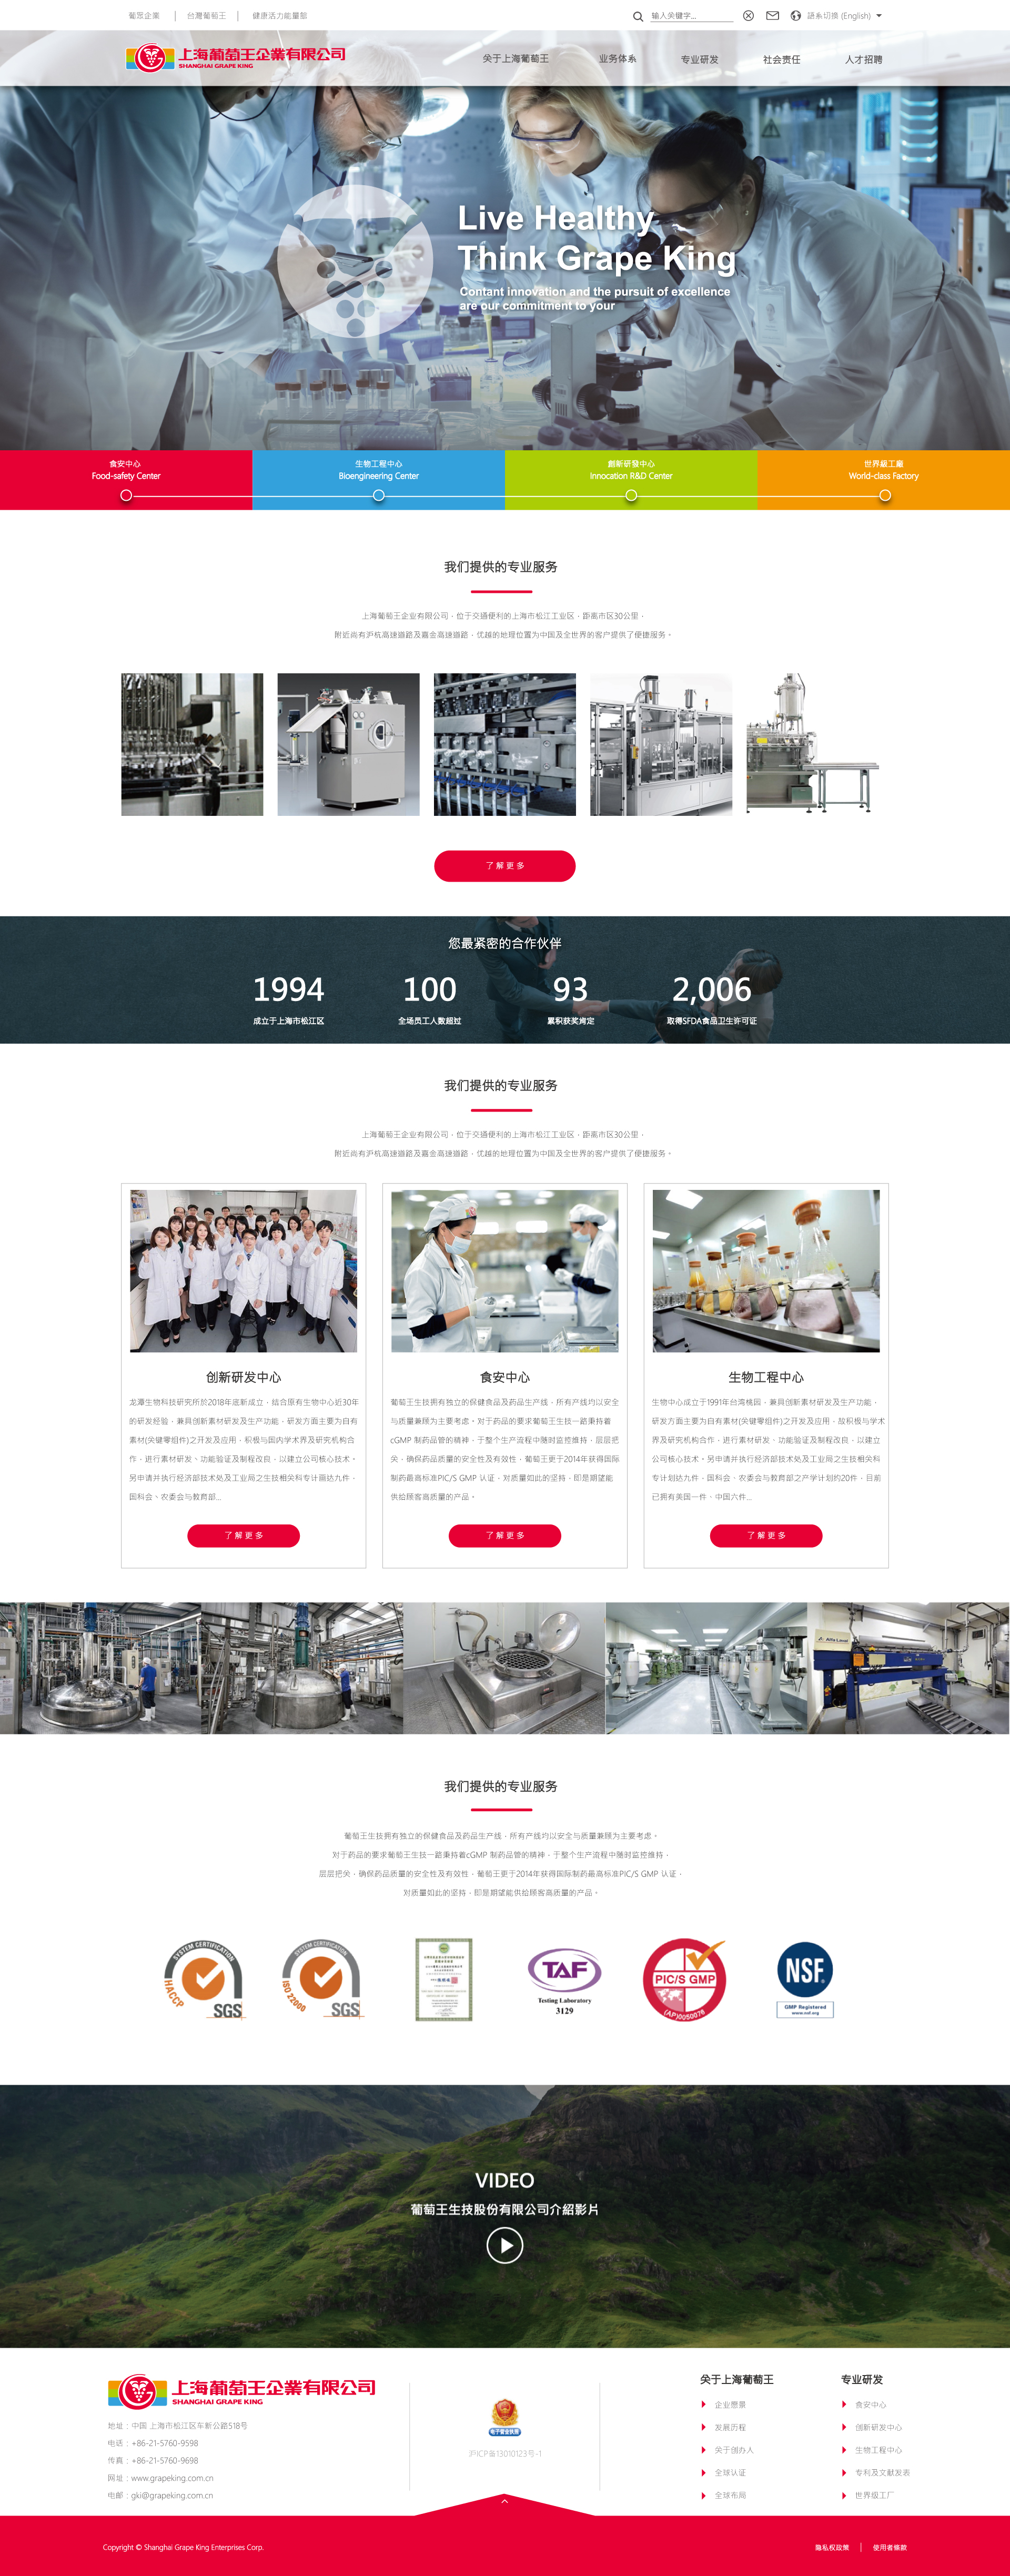 葡眾企業 | 台灣葡萄王 | 健康活力能量幫
输入关键字... 語系切換 (English)
上海葡萄王企業有限公司
SHANGHAI GRAPE KING
关于上海葡萄王 业务体系 专业研发 社会责任 人才招聘
Live Healthy
Think Grape King
Contant innovation and the pursuit of excellence
are our commitment to your
食安中心 生物工程中心 創新研發中心 世界級工廠
Food-safety Center Bioengineering Center Innocation R&D Center World-class Factory
我们提供的专业服务
上海葡萄王企业有限公司，位于交通便利的上海市松江工业区，距离市区30公里，
附近尚有沪杭高速道路及嘉金高速道路，优越的地理位置为中国及全世界的客户提供了便捷服务。
了解更多
您最紧密的合作伙伴
1994 100 93 2,006
成立于上海市松江区 全场员工人数超过 累积获奖肯定 取得SFDA食品卫生许可证
我们提供的专业服务
上海葡萄王企业有限公司，位于交通便利的上海市松江工业区，距离市区30公里，
附近尚有沪杭高速道路及嘉金高速道路，优越的地理位置为中国及全世界的客户提供了便捷服务。
创新研发中心
龙潭生物科技研究所於2018年底新成立，结合原有生物中心近30年
的研发经验，兼具创新素材研发及生产功能，研发方面主要为自有
素材(关键零组件)之开发及应用，积极与国内学术界及研究机构合
作，进行素材研发、功能验证及制程改良，以建立公司核心技术。
另申请并执行经济部技术处及工业局之生技相关科专计画达九件，
国科会、农委会与教育部...
了解更多
食安中心
葡萄王生技拥有独立的保健食品及药品生产线，所有产线均以安全
与质量兼顾为主要考虑。对于药品的要求葡萄王生技一路秉持着
cGMP 制药品管的精神，于整个生产流程中随时监控维持，层层把
关，确保药品质量的安全性及有效性，葡萄王更于2014年获得国际
制药最高标准PIC/S GMP 认证，对质量如此的坚持，即是期望能
供给顾客高质量的产品。
了解更多
生物工程中心
生物中心成立于1991年台湾桃园，兼具创新素材研发及生产功能，
研发方面主要为自有素材(关键零组件)之开发及应用，故积极与学术
界及研究机构合作，进行素材研发、功能验证及制程改良，以建立
公司核心技术。另申请并执行经济部技术处及工业局之生技相关科
专计划达九件，国科会、农委会与教育部之产学计划约20件，目前
已拥有美国一件，中国六件...
了解更多
Alfa Laval
我们提供的专业服务
葡萄王生技拥有独立的保健食品及药品生产线，所有产线均以安全与质量兼顾为主要考虑。
对于药品的要求葡萄王生技一路秉持着cGMP 制药品管的精神，于整个生产流程中随时监控维持，
层层把关，确保药品质量的安全性及有效性，葡萄王更于2014年获得国际制药最高标准PIC/S GMP 认证，
对质量如此的坚持，即是期望能供给顾客高质量的产品。
SYSTEM CERTIFICATION
HACCP
SGS
SYSTEM CERTIFICATION
ISO 22000
SGS
TAF
Testing Laboratory
3129
PIC/S GMP
(AP)0050076
NSF
GMP Registered
www.nsf.org
VIDEO
葡萄王生技股份有限公司介紹影片
上海葡萄王企業有限公司
SHANGHAI GRAPE KING
地址：中国 上海市松江区车新公路518号
电话：+86-21-5760-9598
传真：+86-21-5760-9698
网址：www.grapeking.com.cn
电邮：gki@grapeking.com.cn
电子营业执照
沪ICP备13010123号-1
关于上海葡萄王
企业愿景
发展历程
关于创办人
全球认证
全球布局
专业研发
食安中心
创新研发中心
生物工程中心
专利及文献发表
世界级工厂
Copyright © Shanghai Grape King Enterprises Corp.
隐私权政策 | 使用者條款